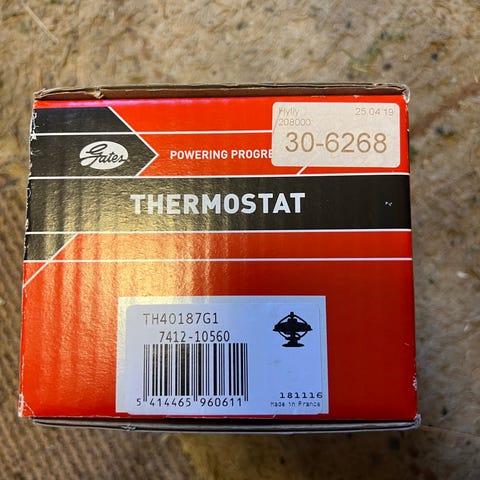 Hylly 25.04.19
208000
30-6268
Gates
POWERING PROGRE
THERMOSTAT
TH40187G1
7412-10560
5 414465 960611
181116
Made in France